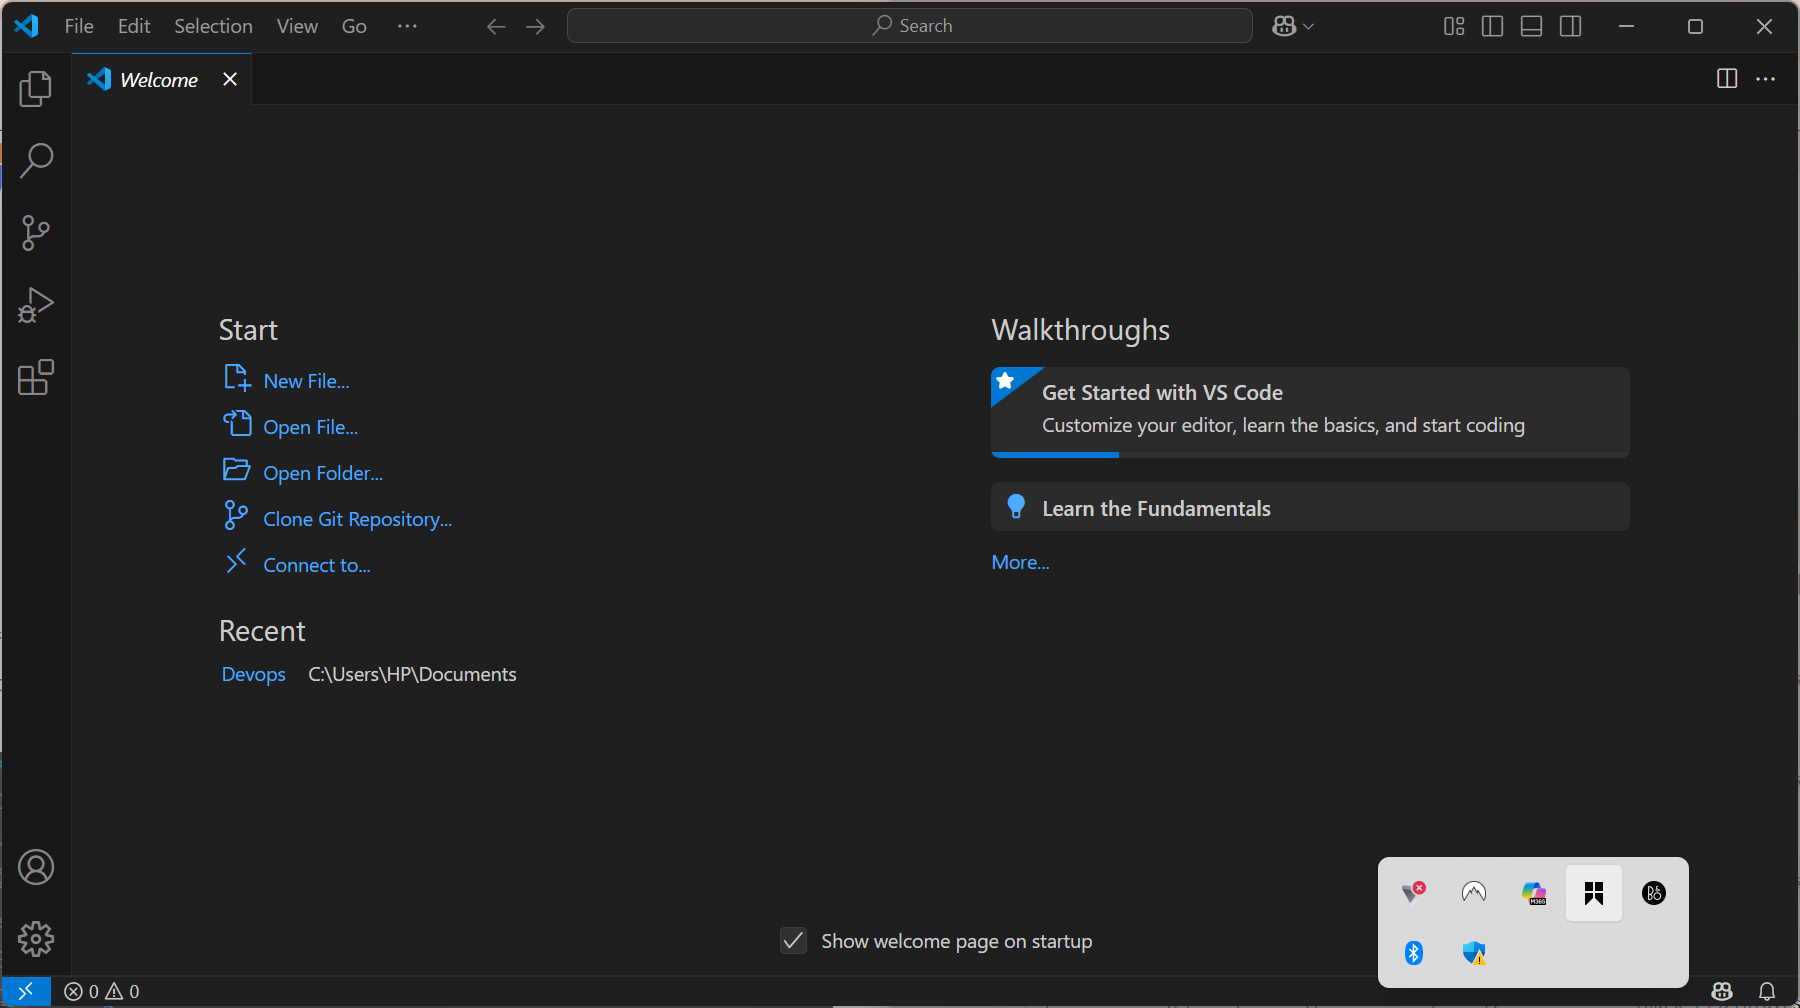 File Edit Selection View Go ···
Search
Welcome
Start
New File...
Open File...
Open Folder...
Clone Git Repository...
Connect to...
Recent
Devops C:\Users\HP\Documents
Walkthroughs
Get Started with VS Code
Customize your editor, learn the basics, and start coding
Learn the Fundamentals
More...
Show welcome page on startup
M365
BO
0 0